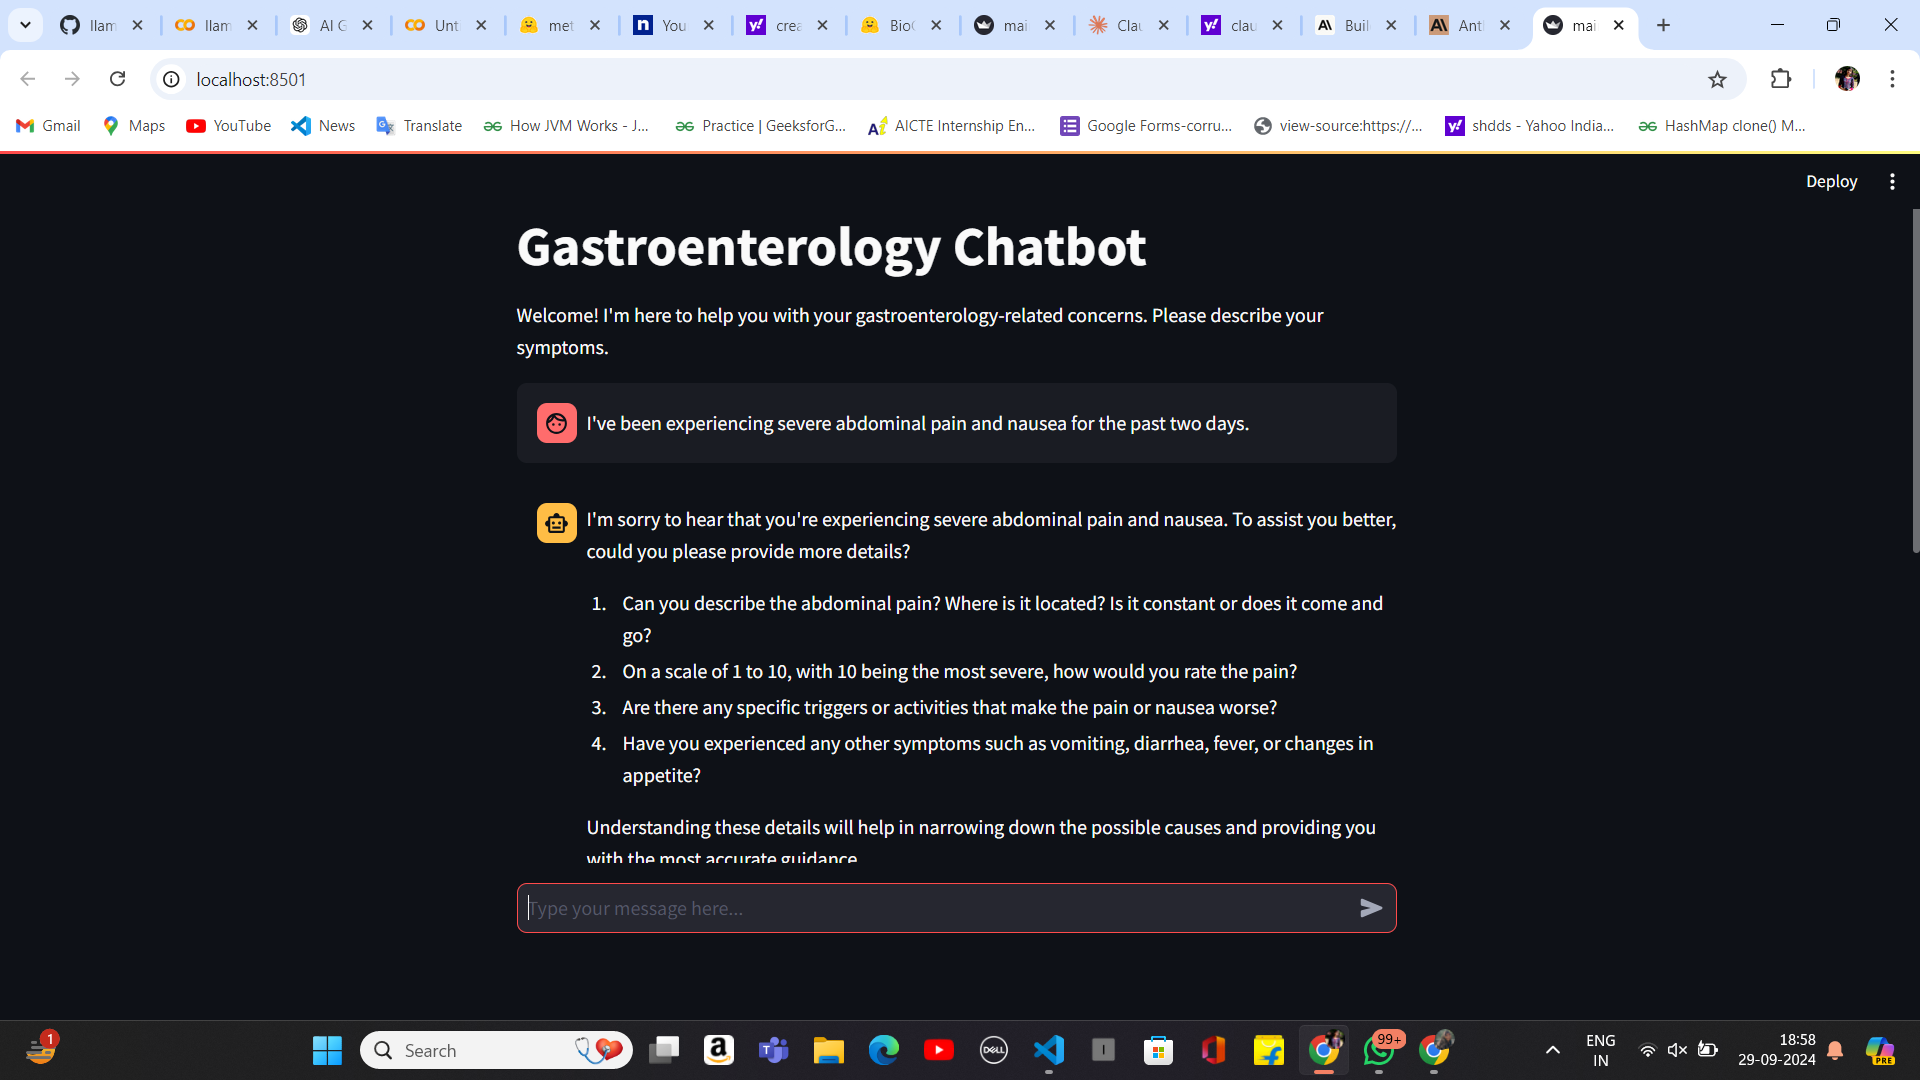 llam
llam
AI G
Unt
met
You
crea
Bio
mai
Clau
clau
Buil
Ant
mai
localhost:8501
Gmail
Maps
YouTube
News
Translate
How JVM Works - J...
Practice | GeeksforG...
AICTE Internship En...
Google Forms-corru...
view-source:https://...
shdds - Yahoo India...
HashMap clone() M...
Deploy
Gastroenterology Chatbot
Welcome! I'm here to help you with your gastroenterology-related concerns. Please describe your
symptoms.
I've been experiencing severe abdominal pain and nausea for the past two days.
I'm sorry to hear that you're experiencing severe abdominal pain and nausea. To assist you better,
could you please provide more details?
1. Can you describe the abdominal pain? Where is it located? Is it constant or does it come and
go?
2. On a scale of 1 to 10, with 10 being the most severe, how would you rate the pain?
3. Are there any specific triggers or activities that make the pain or nausea worse?
4. Have you experienced any other symptoms such as vomiting, diarrhea, fever, or changes in
appetite?
Understanding these details will help in narrowing down the possible causes and providing you
with the most accurate guidance.
Type your message here...
1
Search
DELL
99+
ENG
IN
18:58
29-09-2024
PRE